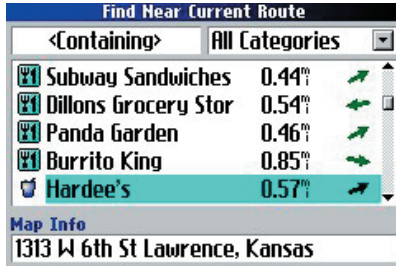 Find Near Current Route
<Containing> All Categories
Subway Sandwiches 0.44mi
Dillons Grocery Stor 0.54mi
Panda Garden 0.46mi
Burrito King 0.85mi
Hardee's 0.57mi
Map Info
1313 W 6th St Lawrence, Kansas